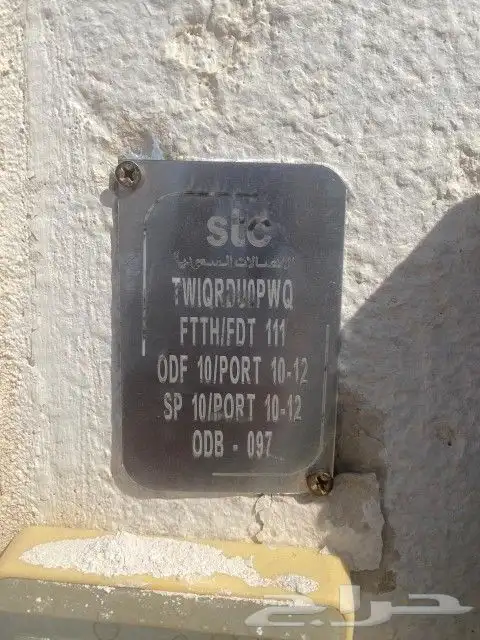 stc
الاتصالات السعودية
TWIQRDU0PWQ
FTTH/FDT 111
ODF 10/PORT 10-12
SP 10/PORT 10-12
ODB - 097
حراج